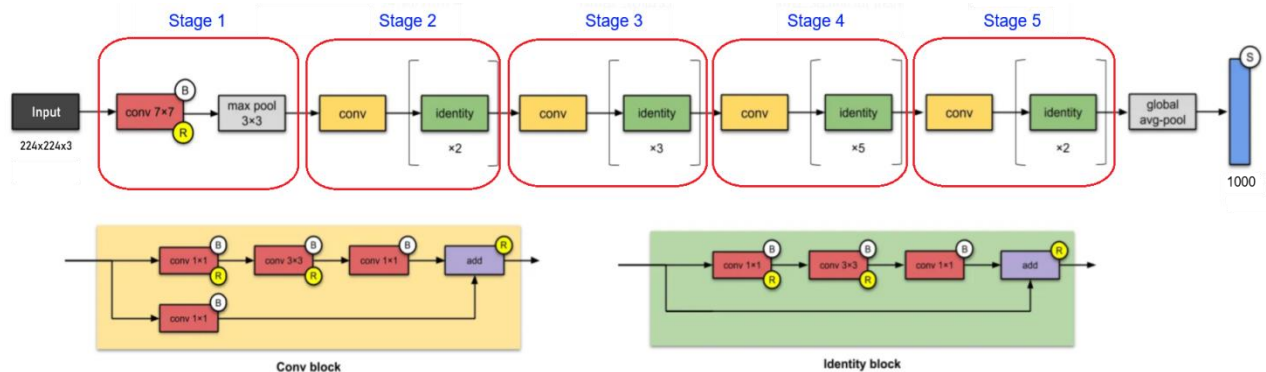 Stage 1
Stage 2
Stage 3
Stage 4
Stage 5
Input
224x224x3
conv 7×7
B
R
max pool
3×3
conv
identity
×2
conv
identity
×3
conv
identity
×5
conv
identity
×2
global
avg-pool
S
1000
conv 1×1
B
R
conv 3×3
B
R
conv 1×1
B
add
R
conv 1×1
B
Conv block
conv 1×1
B
R
conv 3×3
B
R
conv 1×1
B
add
R
Identity block